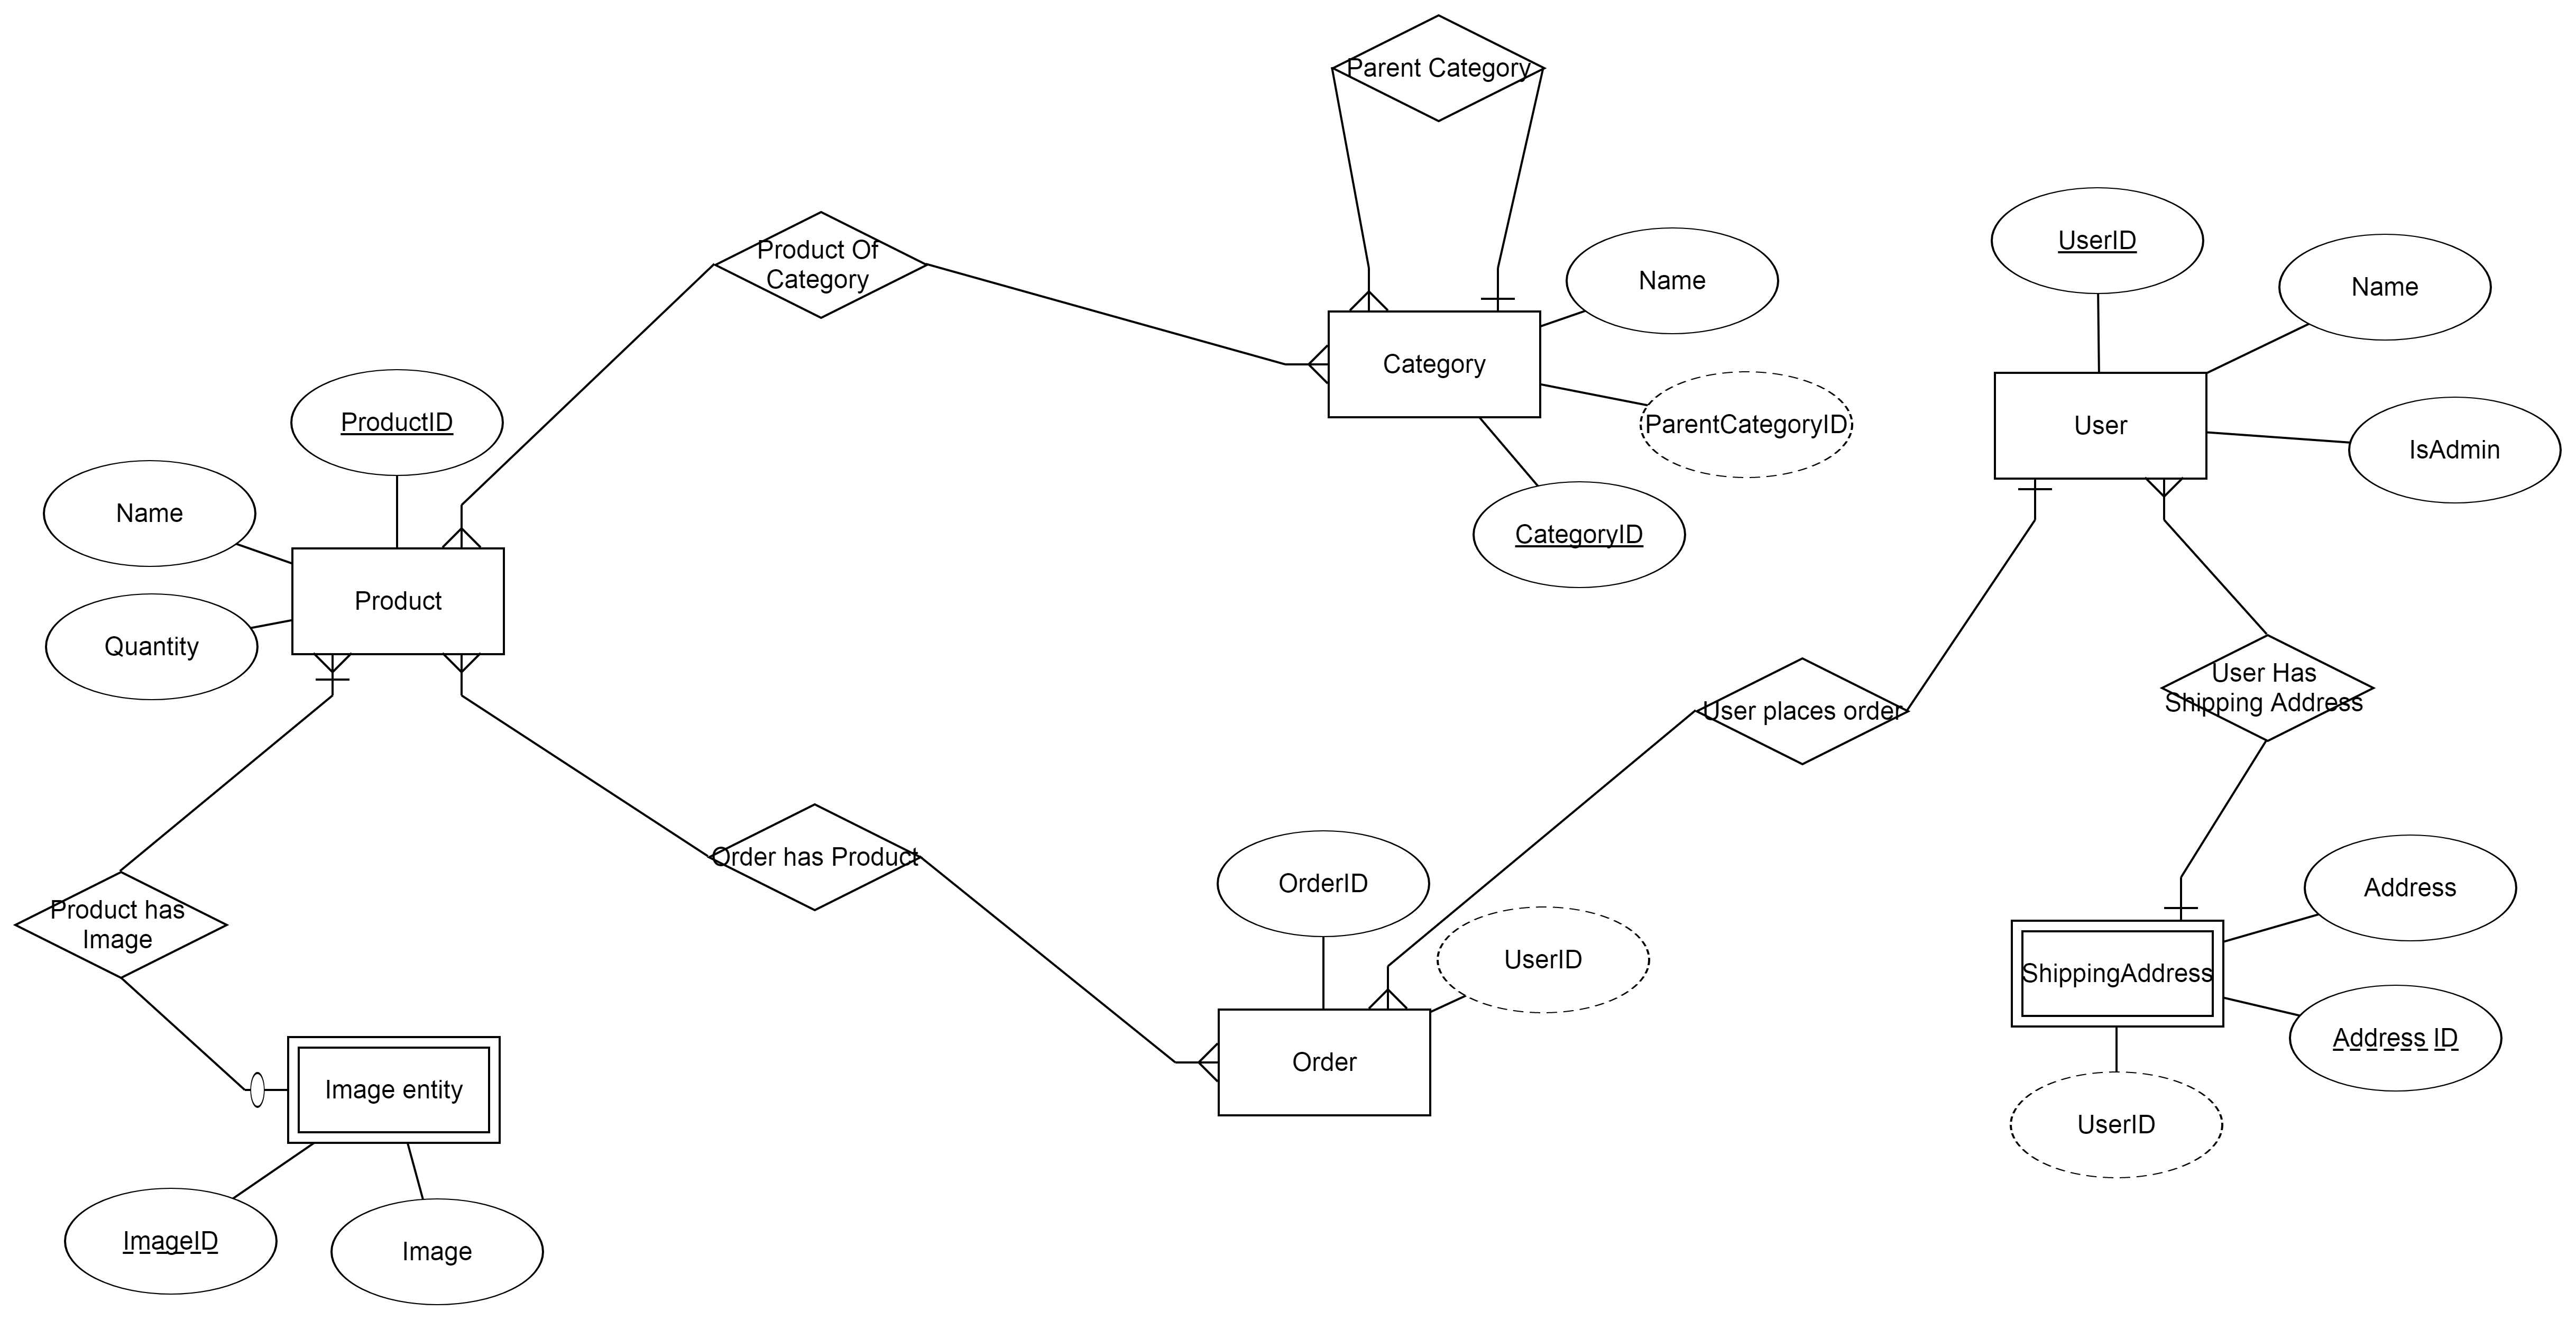 Parent Category
Product Of
Category
Name
Category
ParentCategoryID
CategoryID
UserID
Name
User
IsAdmin
ProductID
Name
Product
Quantity
User places order
User Has
Shipping Address
Product has
Image
Order has Product
OrderID
UserID
Order
Address
ShippingAddress
Address ID
UserID
Image entity
ImageID
Image